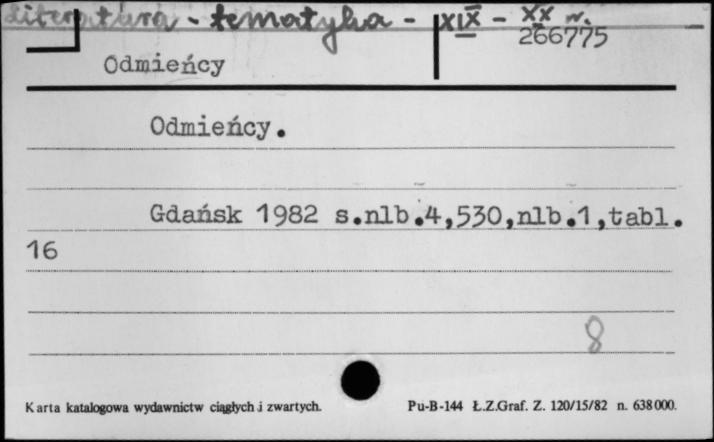 Literatura - tematyka - XIX - XX w.
266775
Odmieńcy
Odmieńcy.
Gdańsk 1982 s.nlb.4,530,nlb.1,tabl.
16
8
Karta katalogowa wydawnictw ciągłych i zwartych.
Pu-B-144 Ł.Z.Graf. Z. 120/15/82 n. 638000.